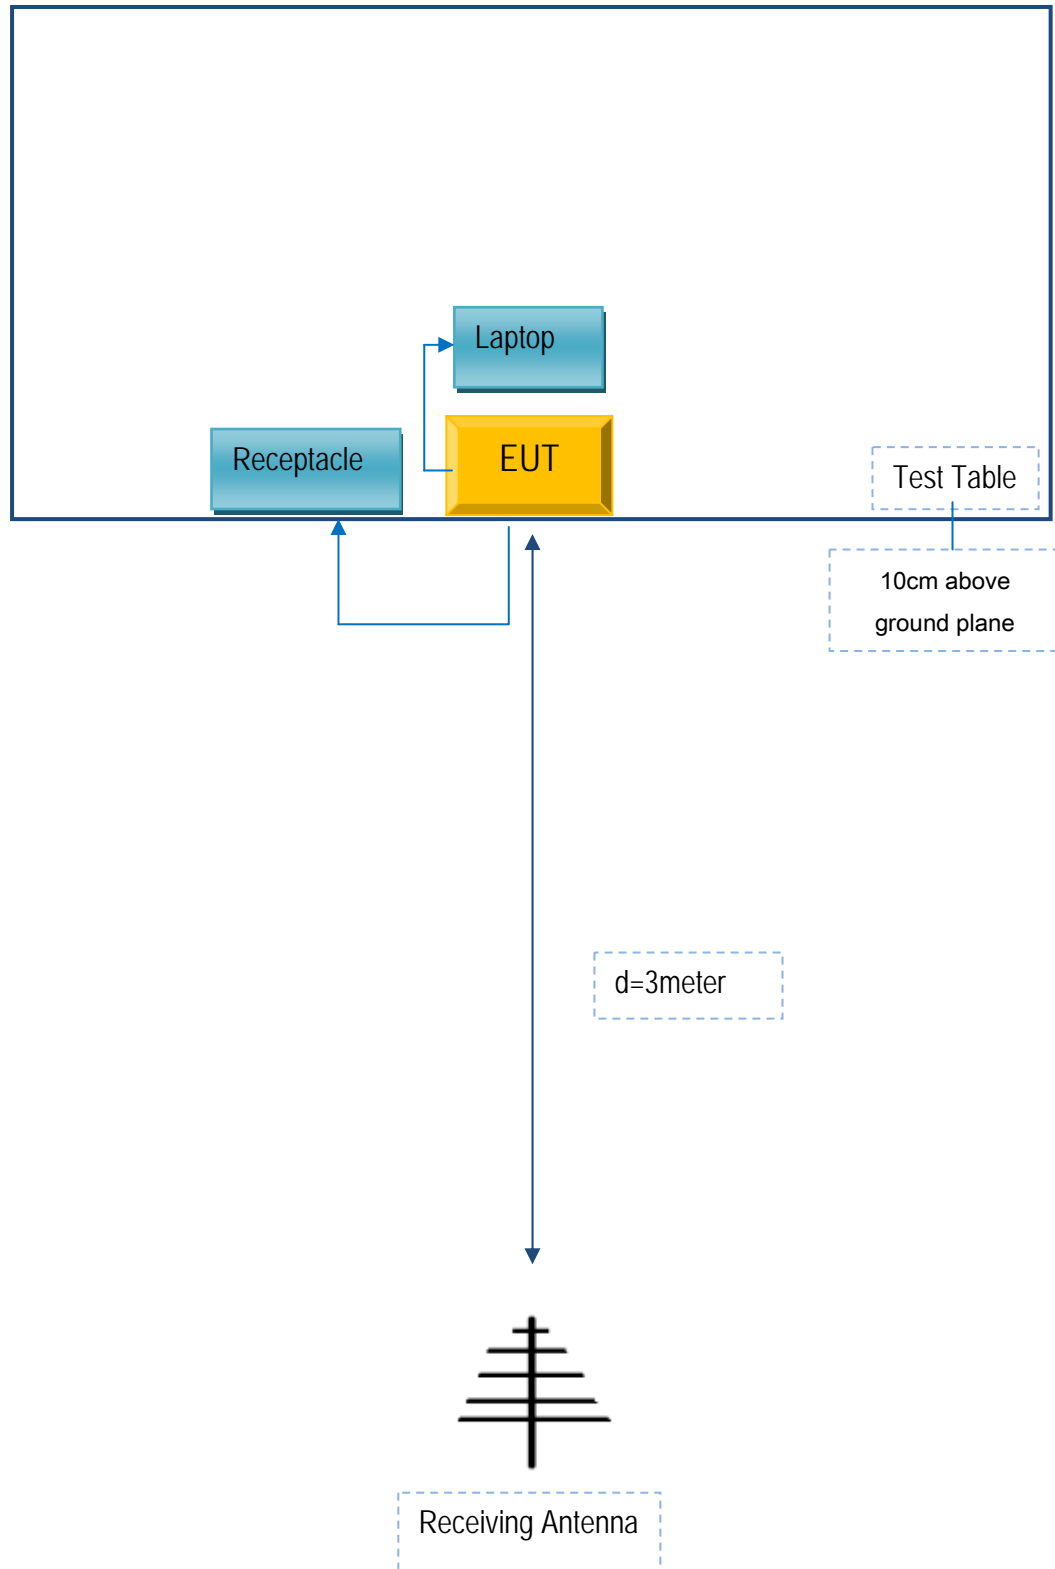 Laptop
Receptacle
EUT
Test Table
10cm above
ground plane
d=3meter
Receiving Antenna